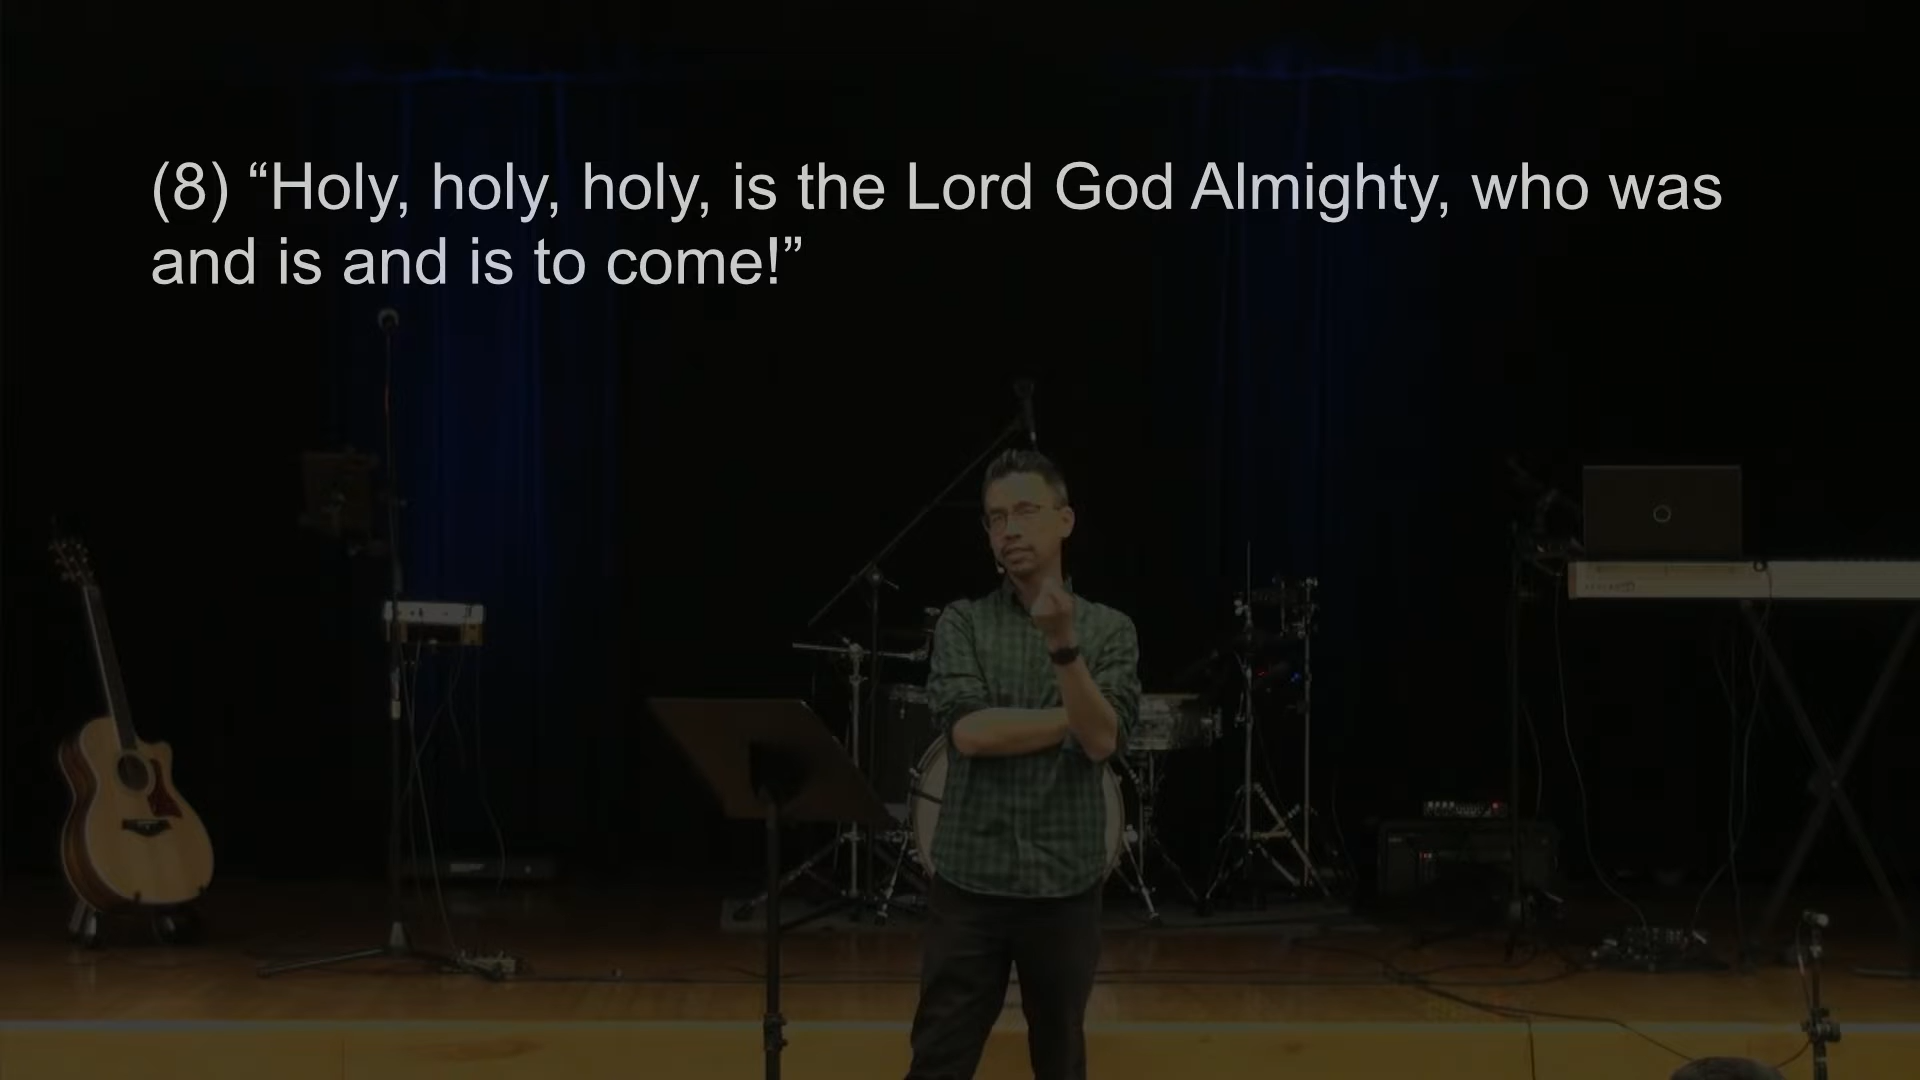 (8) “Holy, holy, holy, is the Lord God Almighty, who was
and is and is to come!”